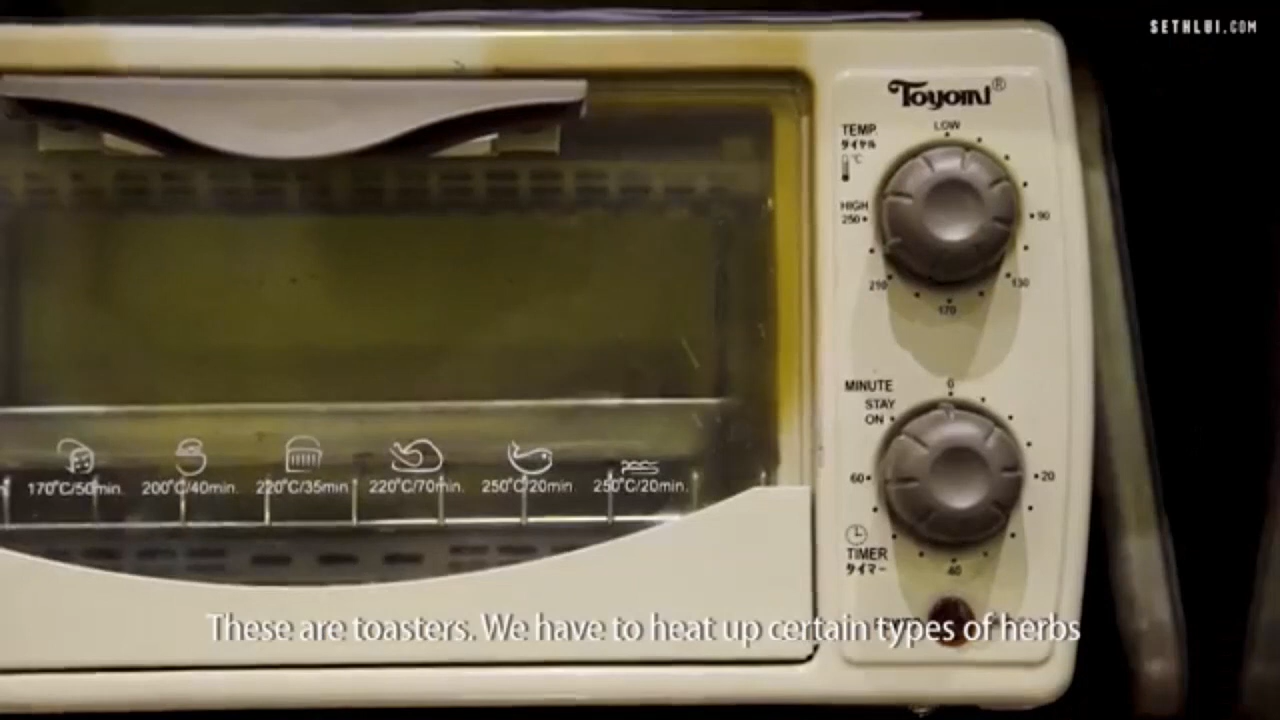 SETHLUI.COM
Toyomi®
TEMP.
ダイヤル
°C
LOW
HIGH
250
90
210
130
170
MINUTE
STAY
ON
0
60
20
40
TIMER
タイマー
170°C/50min.
200°C/40min.
220°C/35min
220°C/70min.
250°C/20min.
250°C/20min.
These are toasters. We have to heat up certain types of herbs